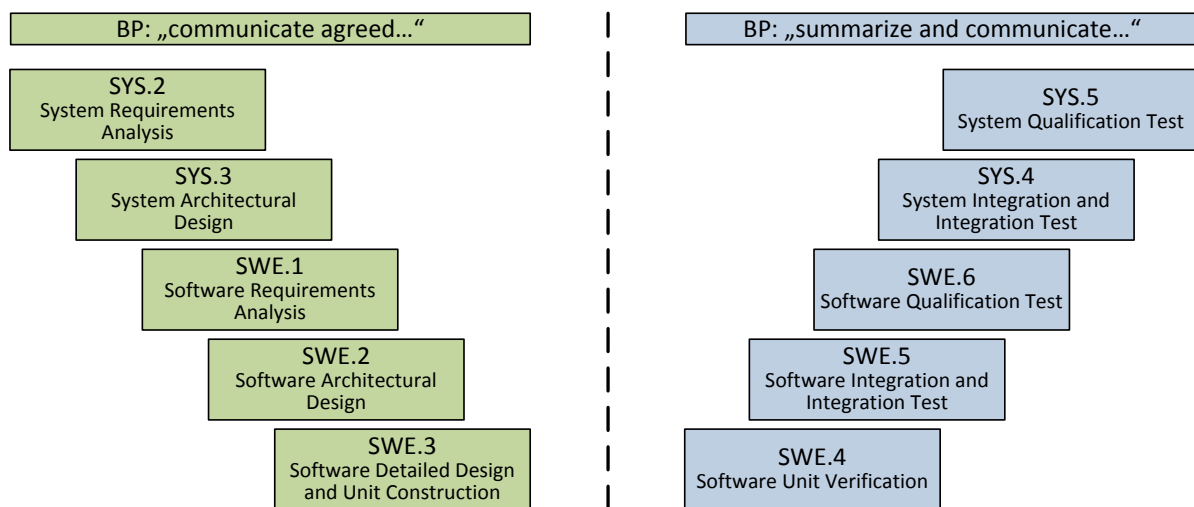 BP: „communicate agreed…“
SYS.2
System Requirements
Analysis
SYS.3
System Architectural
Design
SWE.1
Software Requirements
Analysis
SWE.2
Software Architectural
Design
SWE.3
Software Detailed Design
and Unit Construction
BP: „summarize and communicate…“
SYS.5
System Qualification Test
SYS.4
System Integration and
Integration Test
SWE.6
Software Qualification Test
SWE.5
Software Integration and
Integration Test
SWE.4
Software Unit Verification